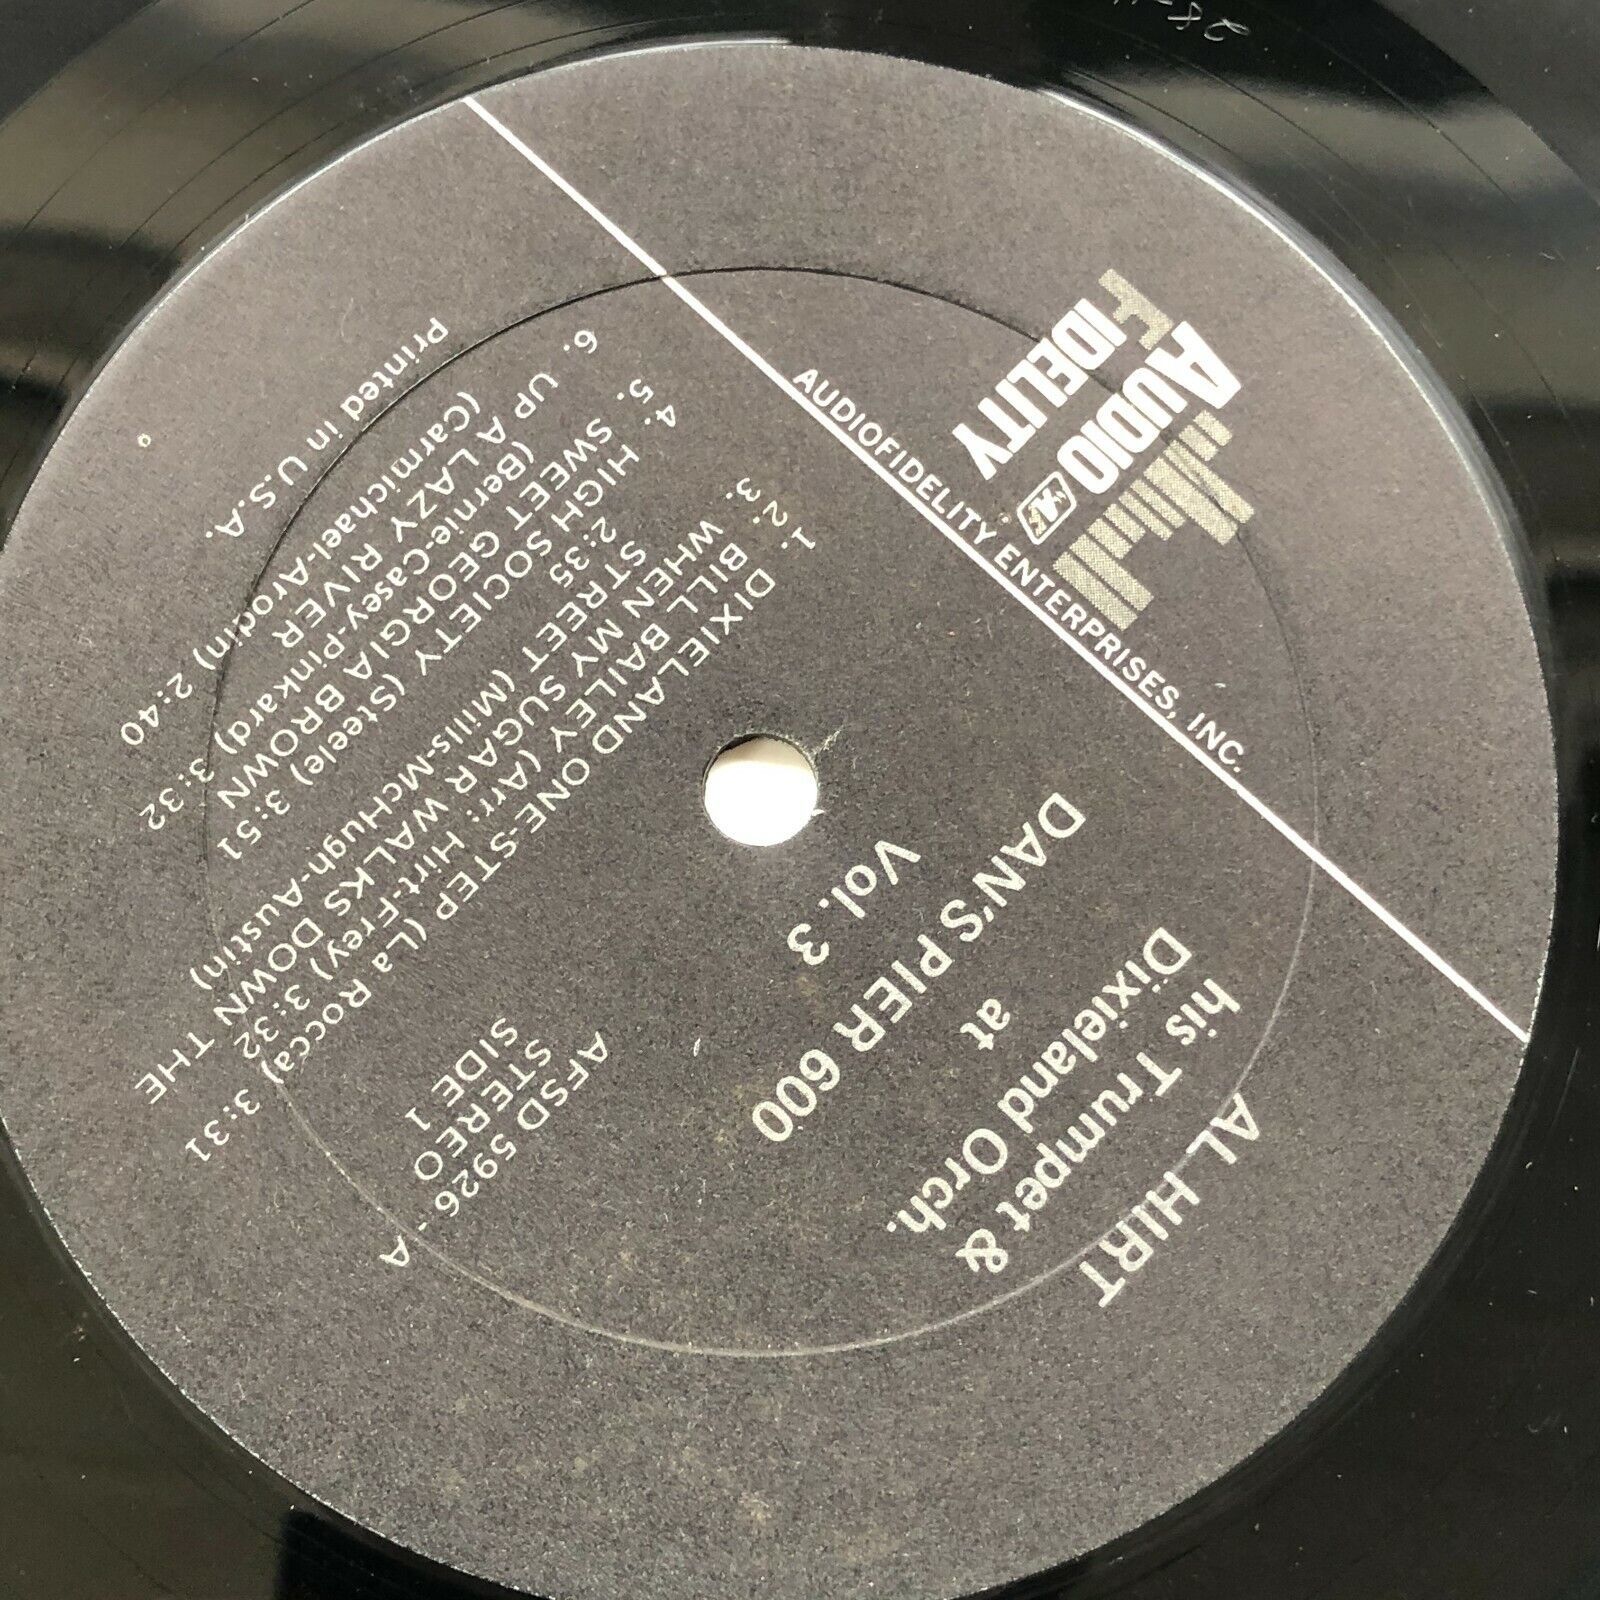 AUDIO
FIDELITY
AUDIOFIDELITY ENTERPRISES, INC.
AL HIRT
his Trumpet &
Dixieland Orch.
at
DAN'S PIER 600
Vol. 3
AFSD 5926 - A
STEREO
SIDE 1
1. DIXIELAND ONE-STEP (La Rocca) 3:31
2. BILL BAILEY (Arr: Hirt-Frey) 3:32
3. WHEN MY SUGAR WALKS DOWN THE
STREET (Mills-McHugh-Austin)
2:35
4. HIGH SOCIETY (Steele) 3:51
5. SWEET GEORGIA BROWN
(Bernie-Casey-Pinkard) 3:32
6. UP A LAZY RIVER
(Carmichael-Arodin) 2:40
Printed in U.S.A.